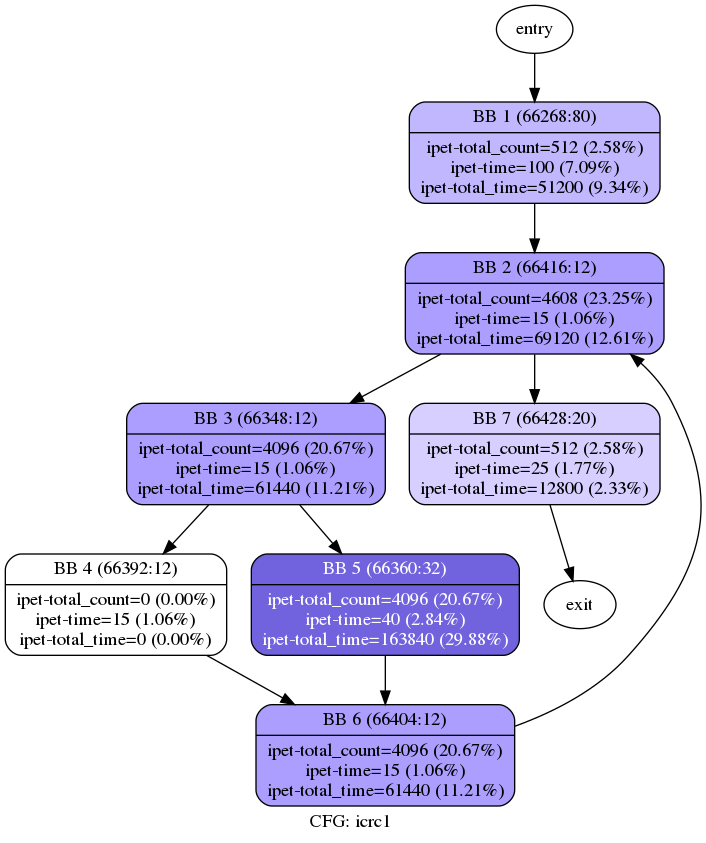 entry
BB 1 (66268:80)
ipet-total_count=512 (2.58%)
ipet-time=100 (7.09%)
ipet-total_time=51200 (9.34%)
BB 2 (66416:12)
ipet-total_count=4608 (23.25%)
ipet-time=15 (1.06%)
ipet-total_time=69120 (12.61%)
BB 3 (66348:12)
ipet-total_count=4096 (20.67%)
ipet-time=15 (1.06%)
ipet-total_time=61440 (11.21%)
BB 7 (66428:20)
ipet-total_count=512 (2.58%)
ipet-time=25 (1.77%)
ipet-total_time=12800 (2.33%)
BB 4 (66392:12)
ipet-total_count=0 (0.00%)
ipet-time=15 (1.06%)
ipet-total_time=0 (0.00%)
BB 5 (66360:32)
ipet-total_count=4096 (20.67%)
ipet-time=40 (2.84%)
ipet-total_time=163840 (29.88%)
exit
BB 6 (66404:12)
ipet-total_count=4096 (20.67%)
ipet-time=15 (1.06%)
ipet-total_time=61440 (11.21%)
CFG: icrc1